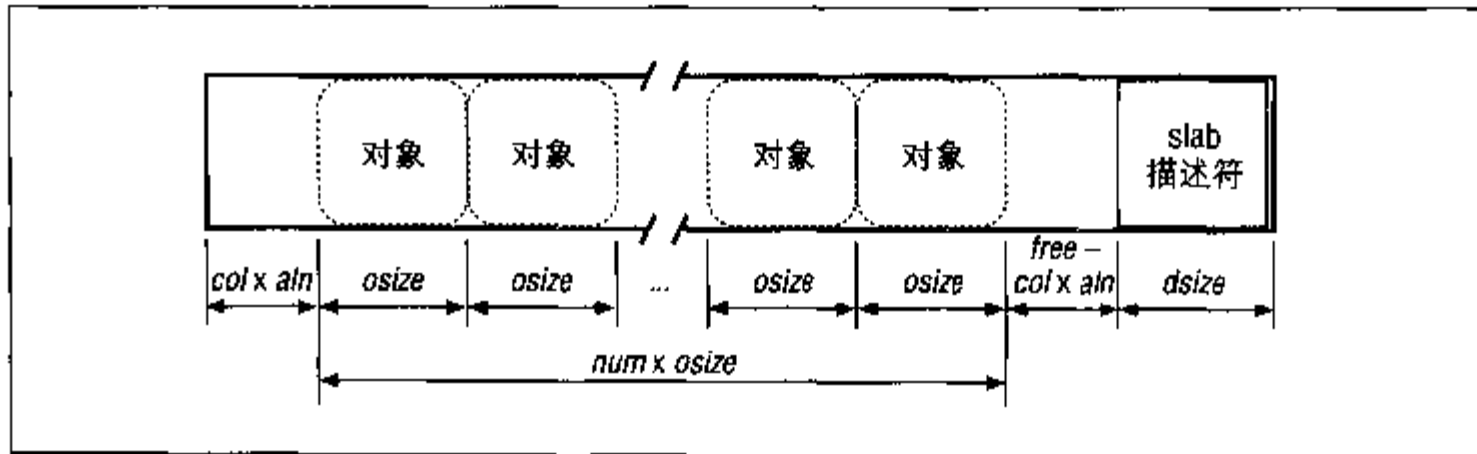 对象 对象 对象 对象 slab
描述符
col x aln osize osize ... osize osize free –
col x aln dsize
num x osize